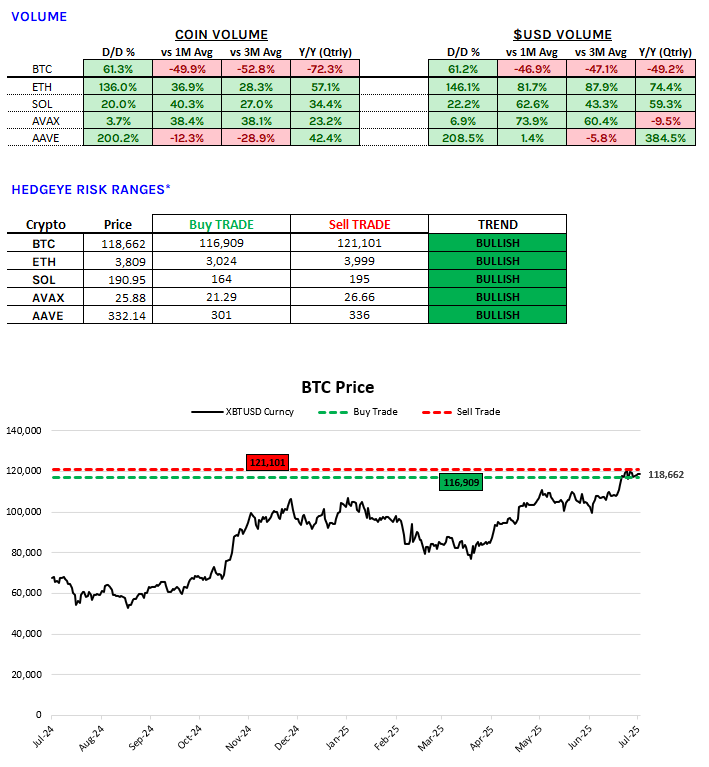 VOLUME
COIN VOLUME $USD VOLUME
D/D % vs 1M Avg vs 3M Avg Y/Y (Qtrly) D/D % vs 1M Avg vs 3M Avg Y/Y (Qtrly)
BTC 61.3% -49.9% -52.8% -72.3% 61.2% -46.9% -47.1% -49.2%
ETH 136.0% 36.9% 28.3% 57.1% 146.1% 81.7% 87.9% 74.4%
SOL 20.0% 40.3% 27.0% 34.4% 22.2% 62.6% 43.3% 59.3%
AVAX 3.7% 38.4% 38.1% 23.2% 6.9% 73.9% 60.4% -9.5%
AAVE 200.2% -12.3% -28.9% 42.4% 208.5% 1.4% -5.8% 384.5%
HEDGEYE RISK RANGES*
Crypto Price Buy TRADE Sell TRADE TREND
BTC 118,662 116,909 121,101 BULLISH
ETH 3,809 3,024 3,999 BULLISH
SOL 190.95 164 195 BULLISH
AVAX 25.88 21.29 26.66 BULLISH
AAVE 332.14 301 336 BULLISH
BTC Price
XBTUSD Curncy Buy Trade Sell Trade
140,000
121,101
120,000
118,662
116,909
100,000
80,000
60,000
40,000
20,000
0
Jul-24 Aug-24 Sep-24 Oct-24 Nov-24 Dec-24 Jan-25 Feb-25 Mar-25 Apr-25 May-25 Jun-25 Jul-25